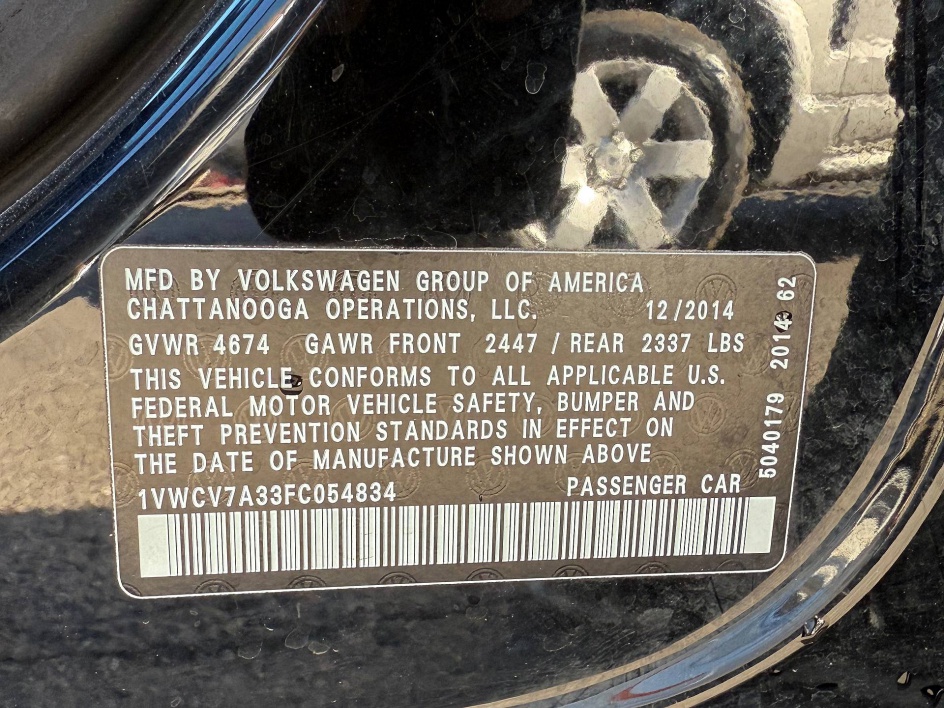 MFD BY VOLKSWAGEN GROUP OF AMERICA
CHATTANOOGA OPERATIONS, LLC. 12/2014
GVWR 4674 GAWR FRONT 2447 / REAR 2337 LBS
THIS VEHICLE CONFORMS TO ALL APPLICABLE U.S.
FEDERAL MOTOR VEHICLE SAFETY, BUMPER AND
THEFT PREVENTION STANDARDS IN EFFECT ON
THE DATE OF MANUFACTURE SHOWN ABOVE
1VWCV7A33FC054834 PASSENGER CAR
5040179 2014 62